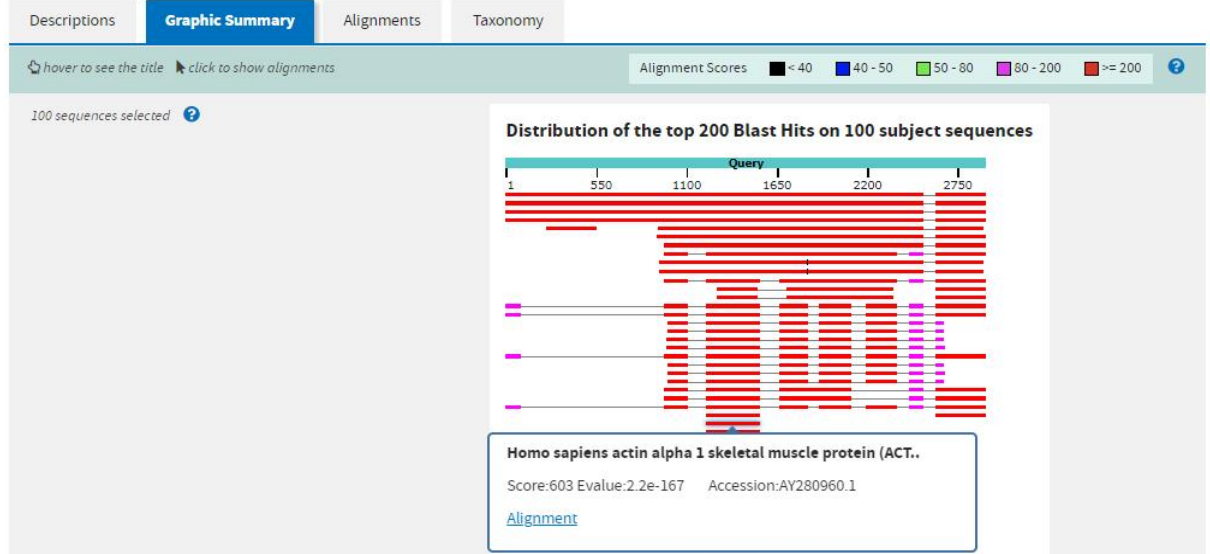 Descriptions Graphic Summary Alignments Taxonomy
hover to see the title click to show alignments Alignment Scores < 40 40 - 50 50 - 80 80 - 200 >= 200 ?
100 sequences selected ?
Distribution of the top 200 Blast Hits on 100 subject sequences
Query
1 550 1100 1650 2200 2750
Homo sapiens actin alpha 1 skeletal muscle protein (ACT..
Score:603 Evalue:2.2e-167 Accession:AY280960.1
Alignment